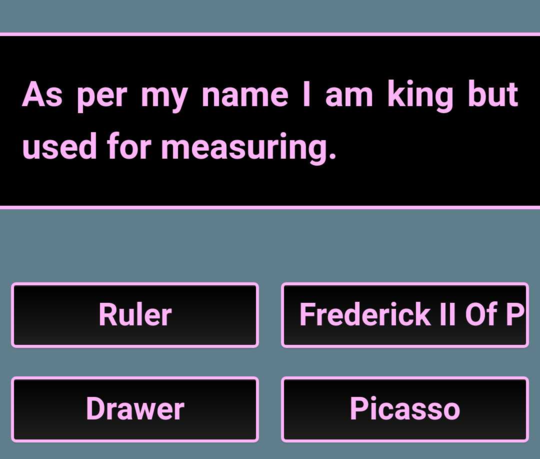 As per my name I am king but
used for measuring.
Ruler
Frederick II Of P
Drawer
Picasso